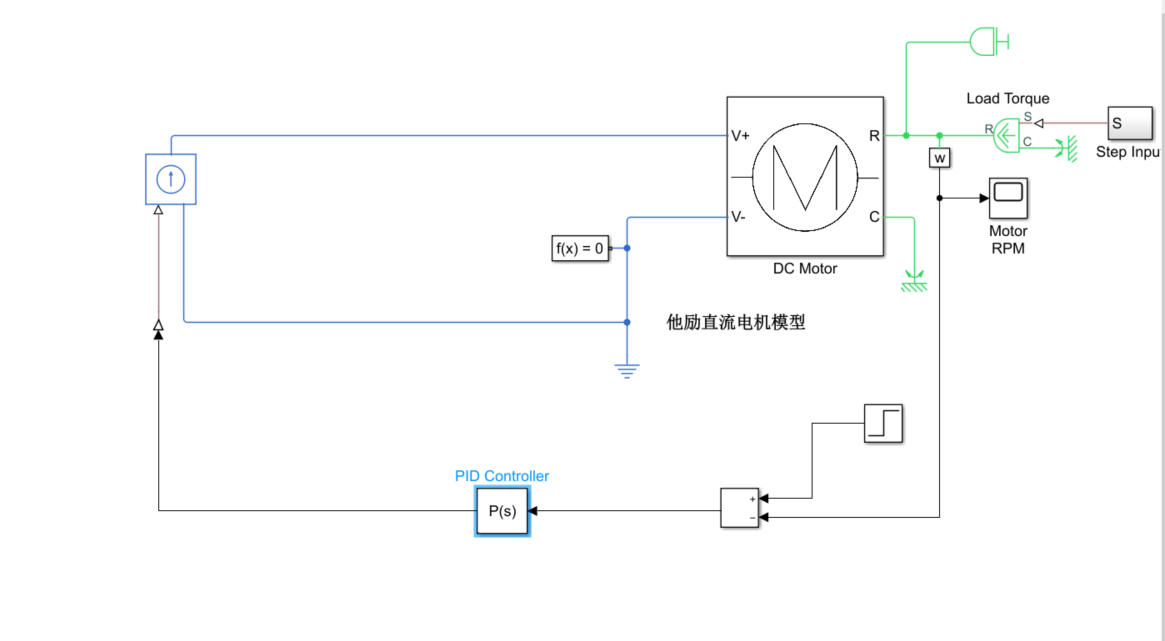 Load Torque
S
S
R
C
Step Inpu
V+
R
w
V-
C
f(x) = 0
DC Motor
Motor
RPM
他励直流电机模型
PID Controller
P(s)
+
−